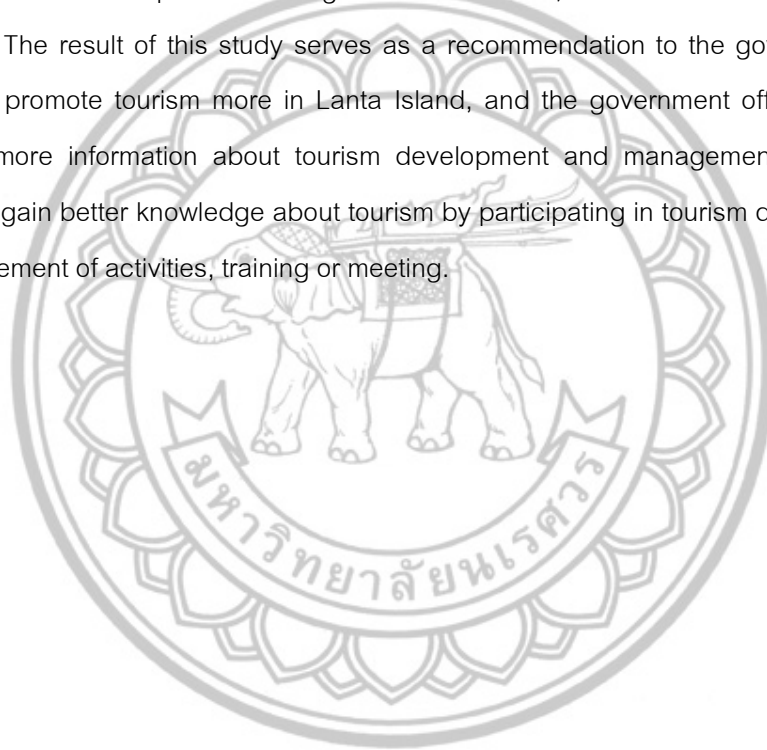 The result of this study serves as a recommendation to the go
promote tourism more in Lanta Island, and the government of
more information about tourism development and managemen
gain better knowledge about tourism by participating in tourism
ement of activities, training or meeting.
มหาวิทยาลัยนเรศวร